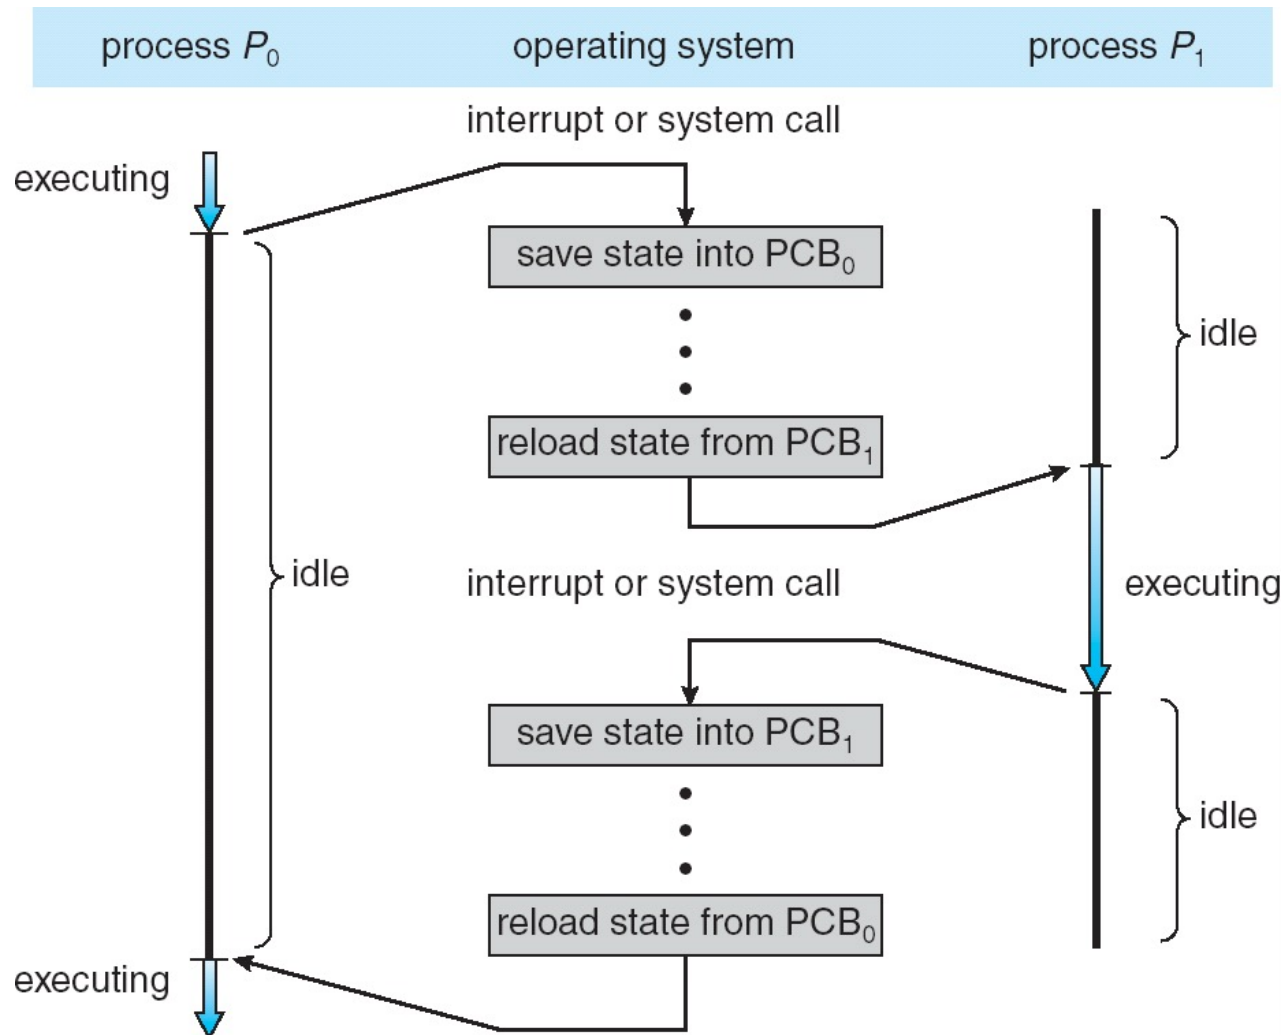 process P₀ operating system process P₁
interrupt or system call
executing
save state into PCB₀
idle
reload state from PCB₁
idle
interrupt or system call
executing
save state into PCB₁
idle
reload state from PCB₀
executing